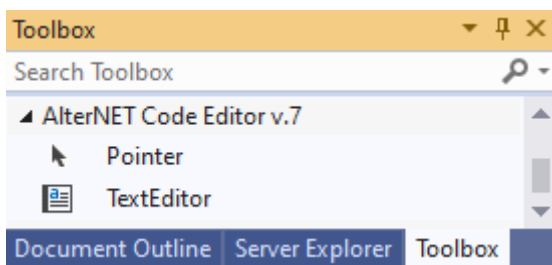 Toolbox
Search Toolbox
AlterNET Code Editor v.7
Pointer
TextEditor
Document Outline Server Explorer Toolbox